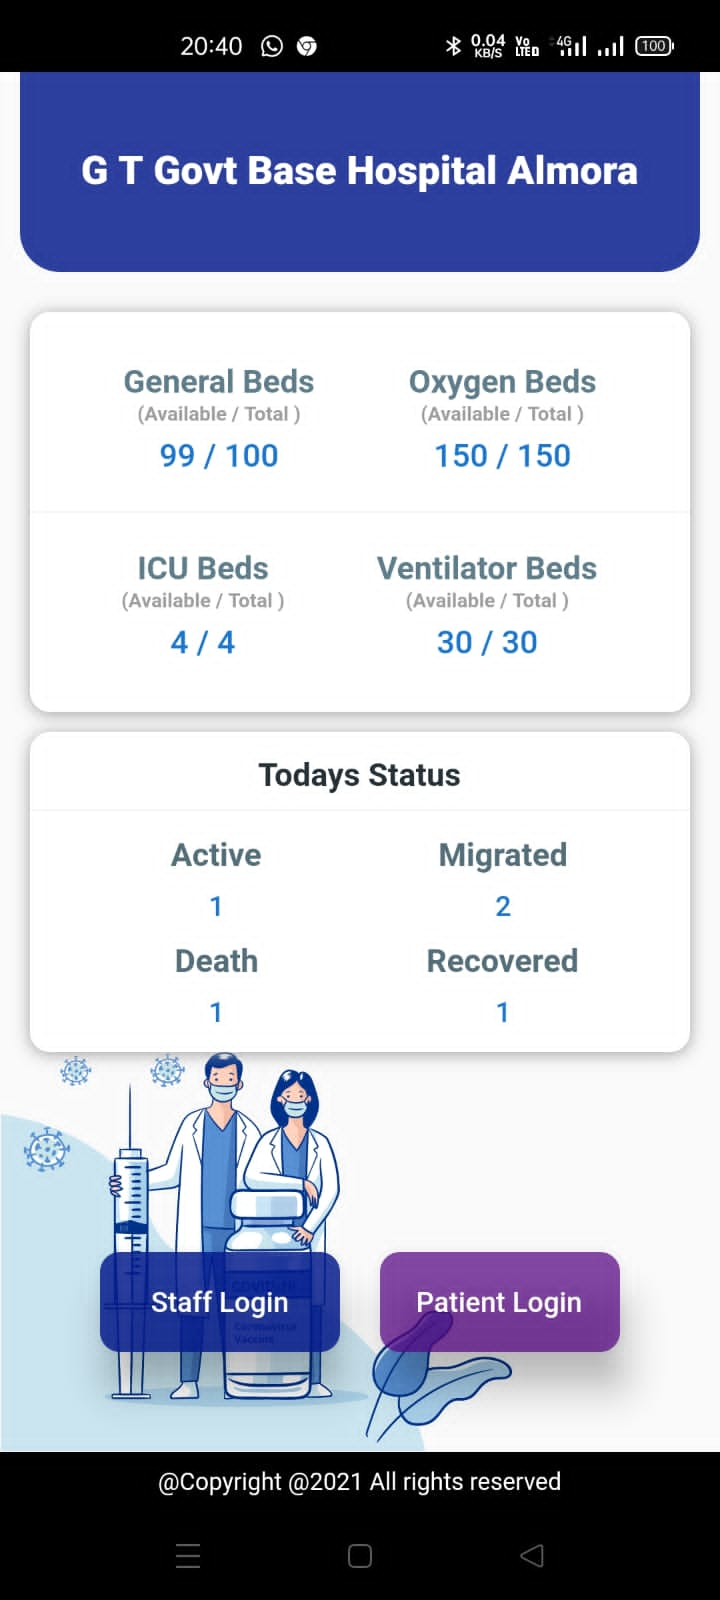 20:40 0.04 KB/S Vo LTE 4G 100
G T Govt Base Hospital Almora
General Beds Oxygen Beds
(Available / Total ) (Available / Total )
99 / 100 150 / 150
ICU Beds Ventilator Beds
(Available / Total ) (Available / Total )
4 / 4 30 / 30
Todays Status
Active Migrated
1 2
Death Recovered
1 1
Staff Login Patient Login
Coronavirus
Vaccine
@Copyright @2021 All rights reserved